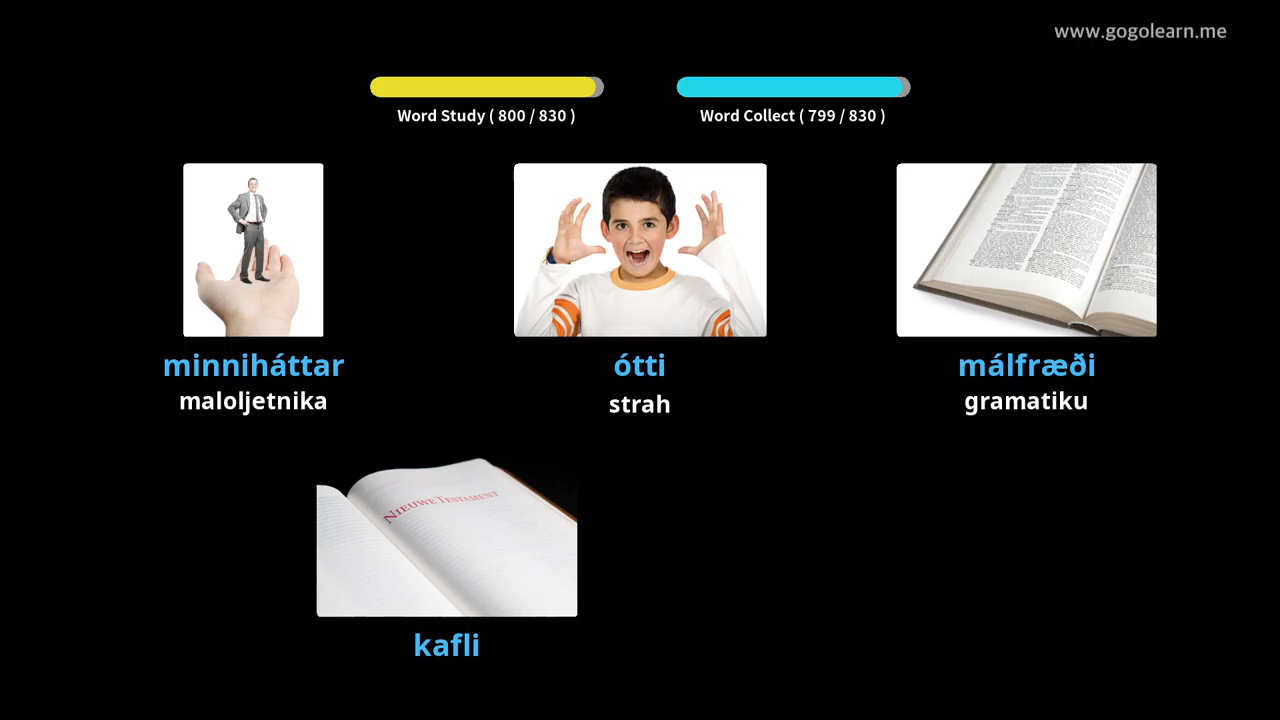 www.gogolearn.me
Word Study ( 800 / 830 )
Word Collect ( 799 / 830 )
minniháttar
ótti
málfræði
maloljetnika
strah
gramatiku
NIEUWE TESTAMENT
kafli